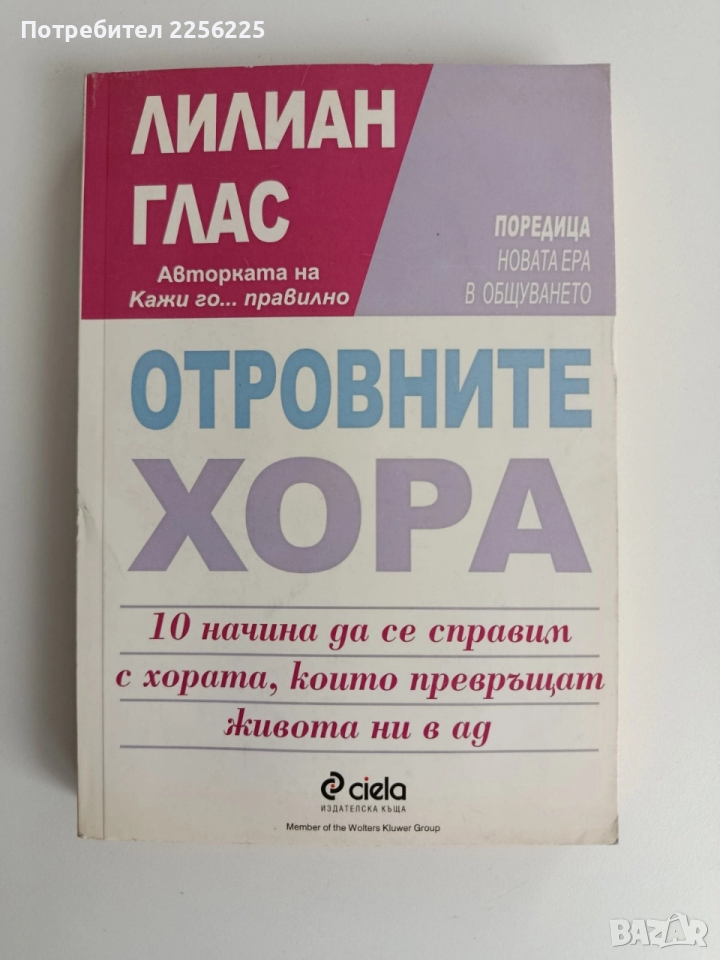 Потребител 2256225
ЛИЛИАН
ГЛАС
Авторката на
Кажи го... правилно
ПОРЕДИЦА
НОВАТА ЕРА
В ОБЩУВАНЕТО
ОТРОВНИТЕ
ХОРА
10 начина да се справим
с хората, които превръщат
живота ни в ад
ciela
ИЗДАТЕЛСКА КЪЩА
Member of the Wolters Kluwer Group
BAZAR